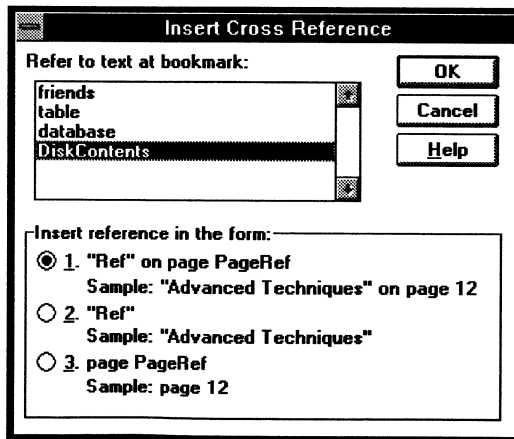 Insert Cross Reference
Refer to text at bookmark:
friends
table
database
DiskContents
OK
Cancel
Help
Insert reference in the form:
1. "Ref" on page PageRef
Sample: "Advanced Techniques" on page 12
2. "Ref"
Sample: "Advanced Techniques"
3. page PageRef
Sample: page 12